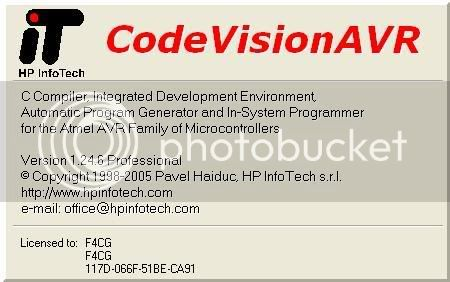 iT
HP InfoTech
CodeVisionAVR
C Compiler, Integrated Development Environment,
Automatic Program Generator and In-System Programmer
for the Atmel AVR Family of Microcontrollers
photobucket
Version 1.24.6 Professional
© Copyright 1998-2005 Pavel Haiduc, HP InfoTech s.r.l.
http://www.hpinfotech.com
e-mail: office@hpinfotech.com
Licensed to: F4CG
F4CG
117D-066F-51BE-CA91